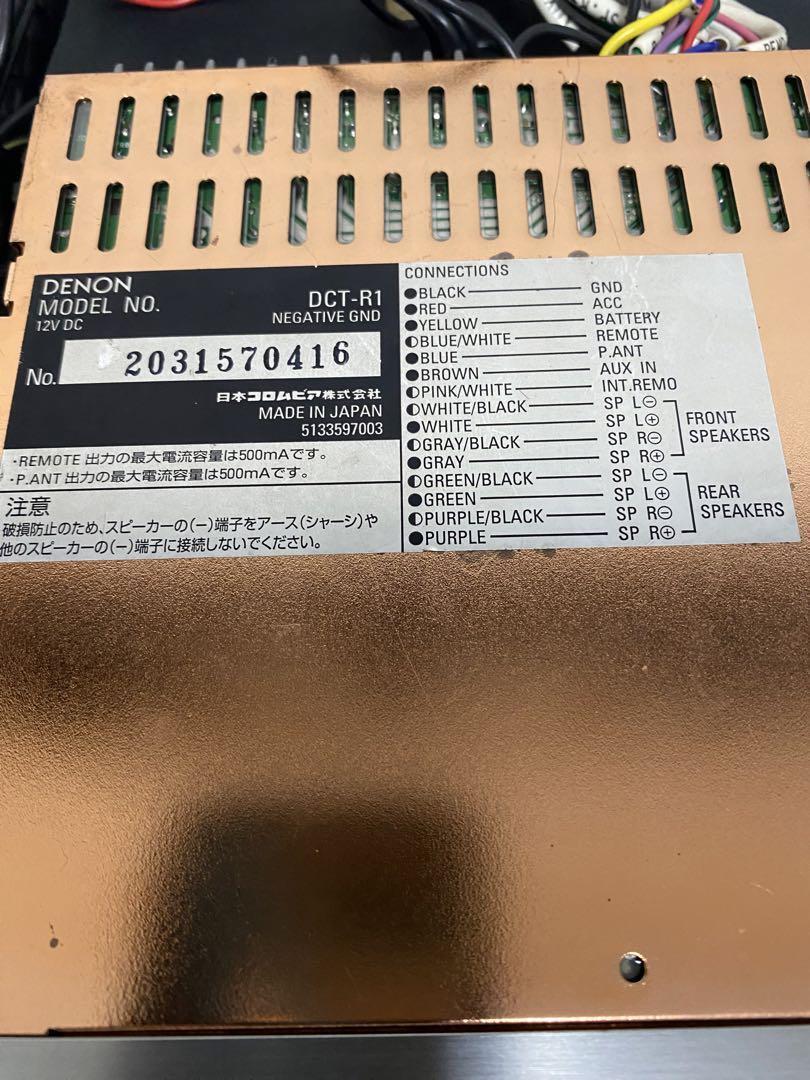 DENON
MODEL NO. DCT-R1
12V DC NEGATIVE GND
No. 2031570416
日本コロムビア株式会社
MADE IN JAPAN
5133597003
・REMOTE 出力の最大電流容量は500mAです。
・P.ANT 出力の最大電流容量は500mAです。
注意
破損防止のため、スピーカーの(−)端子をアース(シャーシ)や
他のスピーカーの(−)端子に接続しないでください。
CONNECTIONS
●BLACK GND
●RED ACC
●YELLOW BATTERY
◐BLUE/WHITE REMOTE
●BLUE P.ANT
●BROWN AUX IN
◐PINK/WHITE INT.REMO
◐WHITE/BLACK SP L⊖
●WHITE SP L⊕
◐GRAY/BLACK SP R⊖
●GRAY SP R⊕
FRONT
SPEAKERS
◐GREEN/BLACK SP L⊖
●GREEN SP L⊕
◐PURPLE/BLACK SP R⊖
●PURPLE SP R⊕
REAR
SPEAKERS